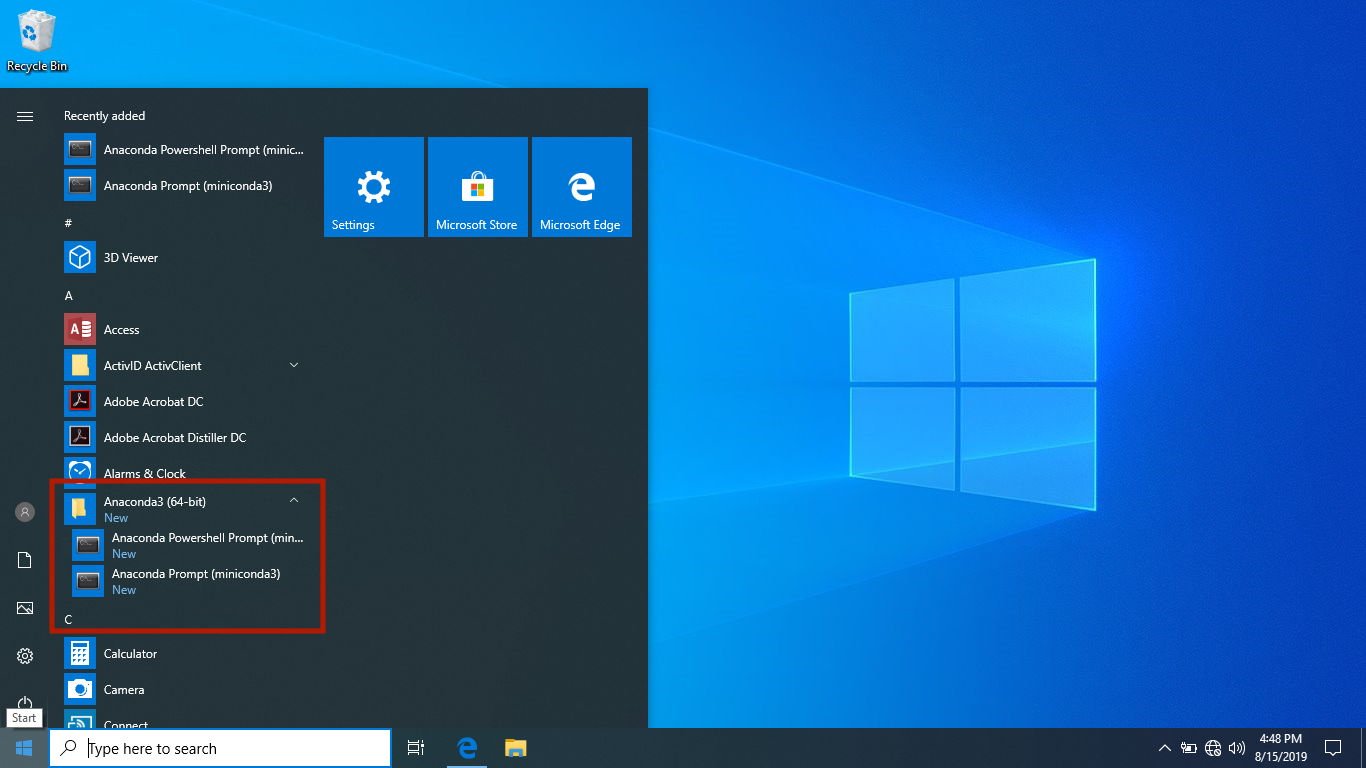 Recycle Bin
Recently added
Anaconda Powershell Prompt (minic...
Anaconda Prompt (miniconda3)
#
3D Viewer
A
Access
ActivID ActivClient
Adobe Acrobat DC
Adobe Acrobat Distiller DC
Alarms & Clock
Anaconda3 (64-bit)
New
Anaconda Powershell Prompt (min...
New
Anaconda Prompt (miniconda3)
New
C
Calculator
Camera
Connect
Settings
Microsoft Store
Microsoft Edge
Start
Type here to search
4:48 PM
8/15/2019